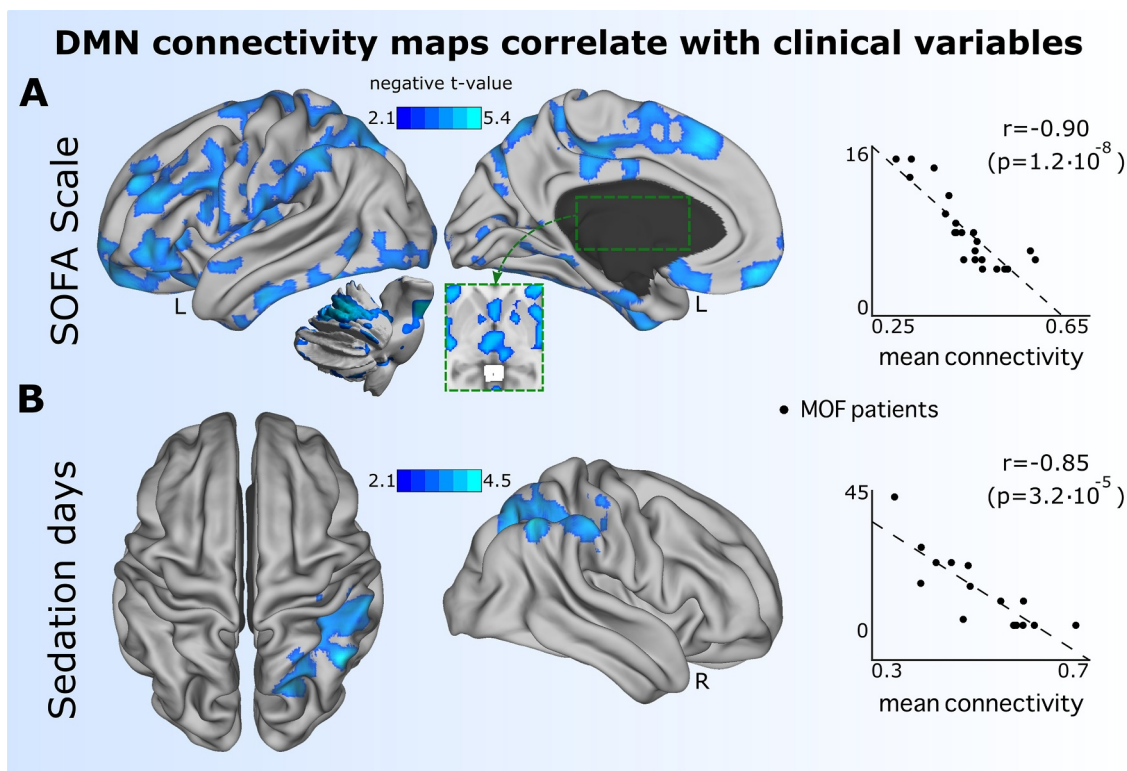 DMN connectivity maps correlate with clinical variables
A
SOFA Scale
negative t-value
2.1
5.4
L
L
r=-0.90
(p=1.2·10-8)
16
0
0.25
0.65
mean connectivity
B
Sedation days
MOF patients
2.1
4.5
R
r=-0.85
(p=3.2·10-5)
45
0
0.3
0.7
mean connectivity